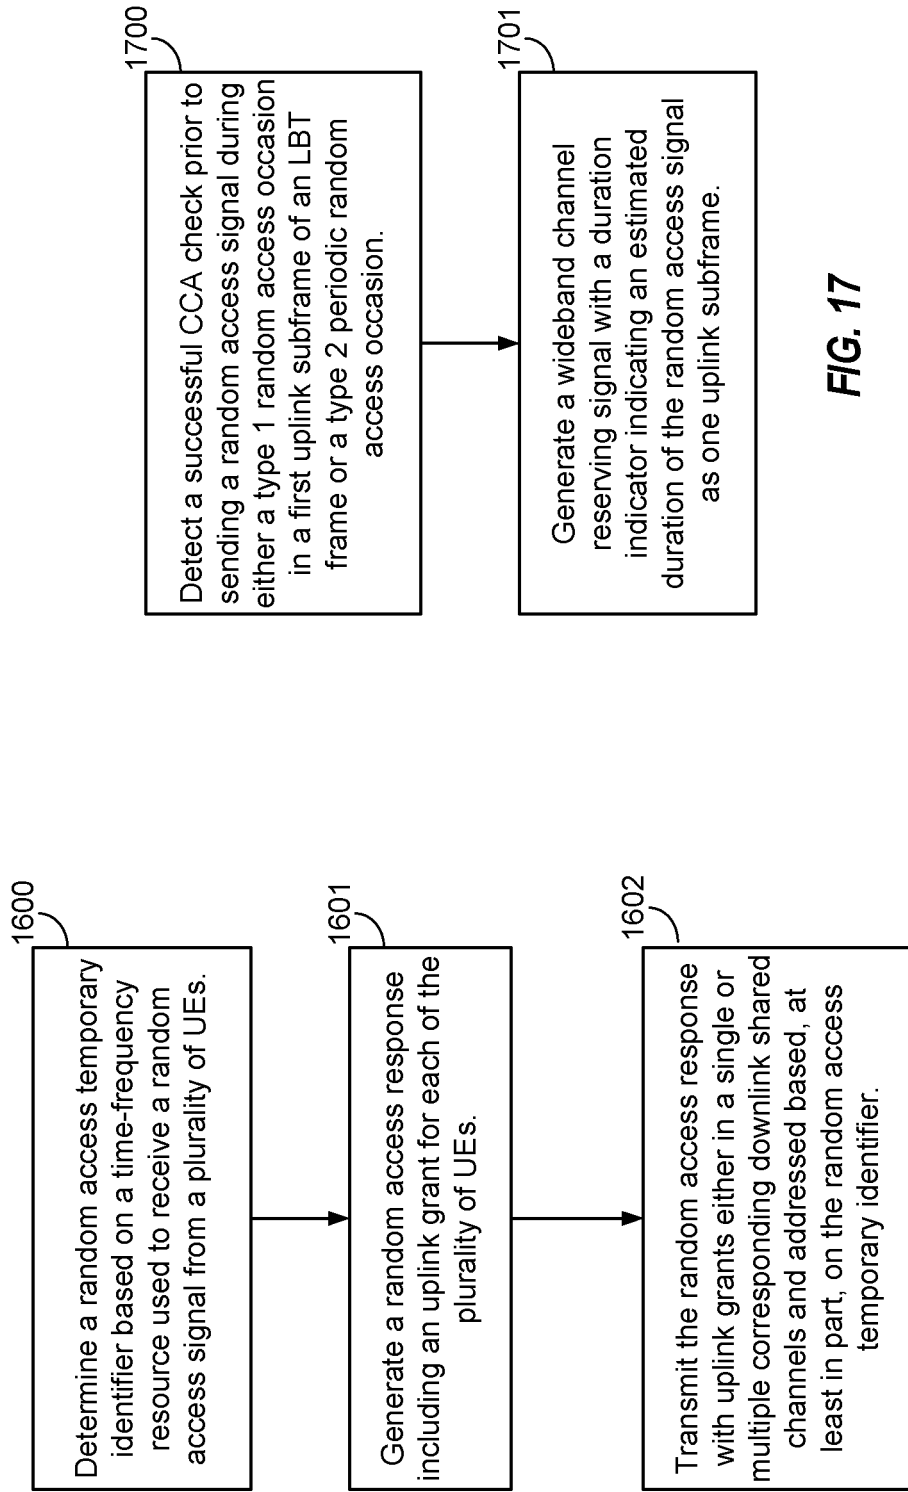 1600
Determine a random access temporary
identifier based on a time-frequency
resource used to receive a random
access signal from a plurality of UEs.
1601
Generate a random access response
including an uplink grant for each of the
plurality of UEs.
1602
Transmit the random access response
with uplink grants either in a single or
multiple corresponding downlink shared
channels and addressed based, at
least in part, on the random access
temporary identifier.
1700
Detect a successful CCA check prior to
sending a random access signal during
either a type 1 random access occasion
in a first uplink subframe of an LBT
frame or a type 2 periodic random
access occasion.
1701
Generate a wideband channel
reserving signal with a duration
indicator indicating an estimated
duration of the random access signal
as one uplink subframe.
FIG. 17